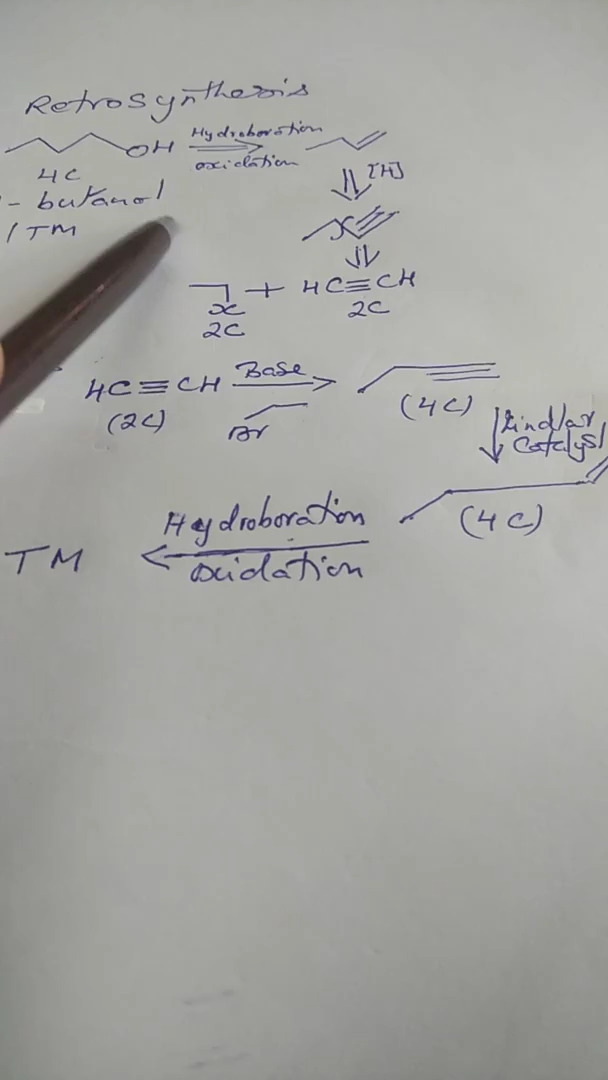 Retrosynthesis
OH Hydroboration
oxidation
4C
[H]
- butanol
TM
x
+ HC≡CH
x
2C 2C
HC≡CH Base
(2C) Br
(4C)
Lindlar
Catalyst
Hydroboration
(4C)
TM
oxidation